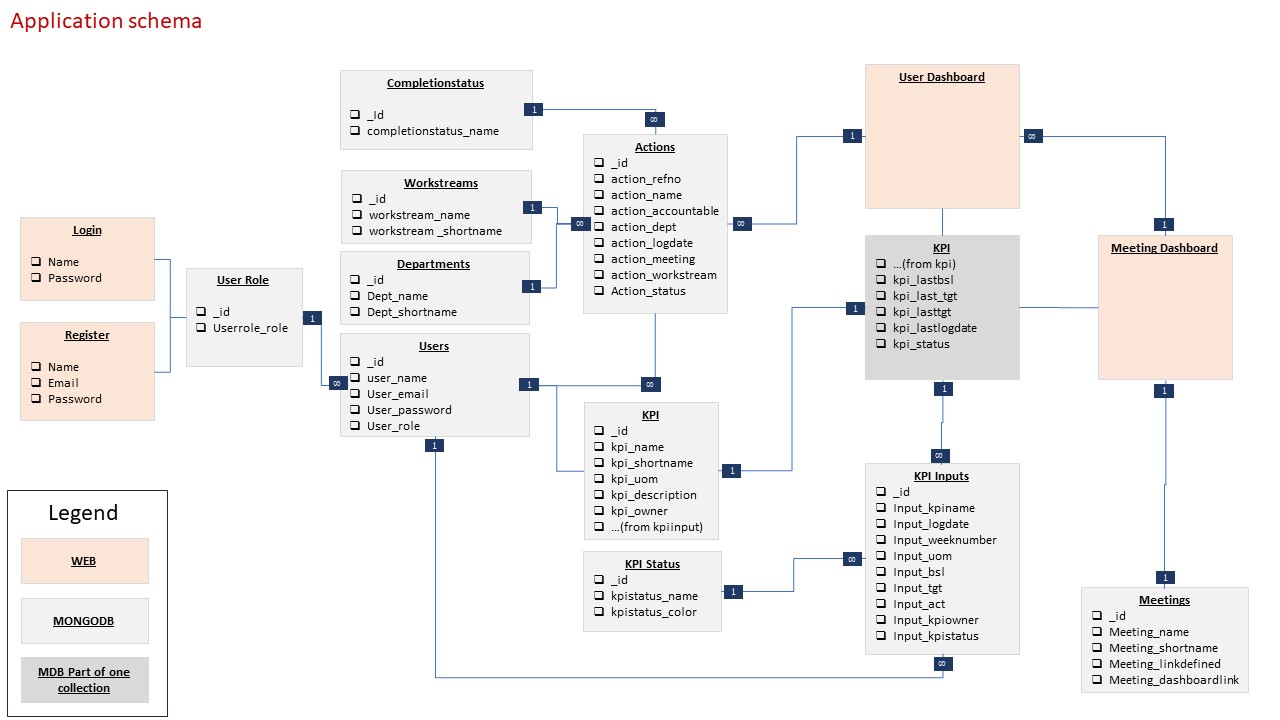 Application schema
Completionstatus
_Id
completionstatus_name
1
∞
Workstreams
_id
workstream_name
workstream _shortname
1
∞
Departments
_id
Dept_name
Dept_shortname
1
Login
Name
Password
Register
Name
Email
Password
User Role
_id
Userrole_role
1
∞
Users
_id
user_name
User_email
User_password
User_role
1
∞
1
Actions
_id
action_refno
action_name
action_accountable
action_dept
action_logdate
action_meeting
action_workstream
Action_status
∞
1
KPI
_id
kpi_name
kpi_shortname
kpi_uom
kpi_description
kpi_owner
...(from kpiinput)
1
1
KPI Status
_id
kpistatus_name
kpistatus_color
1
∞
User Dashboard
∞
1
KPI
...(from kpi)
kpi_lastbsl
kpi_last_tgt
kpi_lasttgt
kpi_lastlogdate
kpi_status
1
∞
KPI Inputs
_id
Input_kpiname
Input_logdate
Input_weeknumber
Input_uom
Input_bsl
Input_tgt
Input_act
Input_kpiowner
Input_kpistatus
∞
Meeting Dashboard
1
1
Meetings
_id
Meeting_name
Meeting_shortname
Meeting_linkdefined
Meeting_dashboardlink
Legend
WEB
MONGODB
MDB Part of one
collection